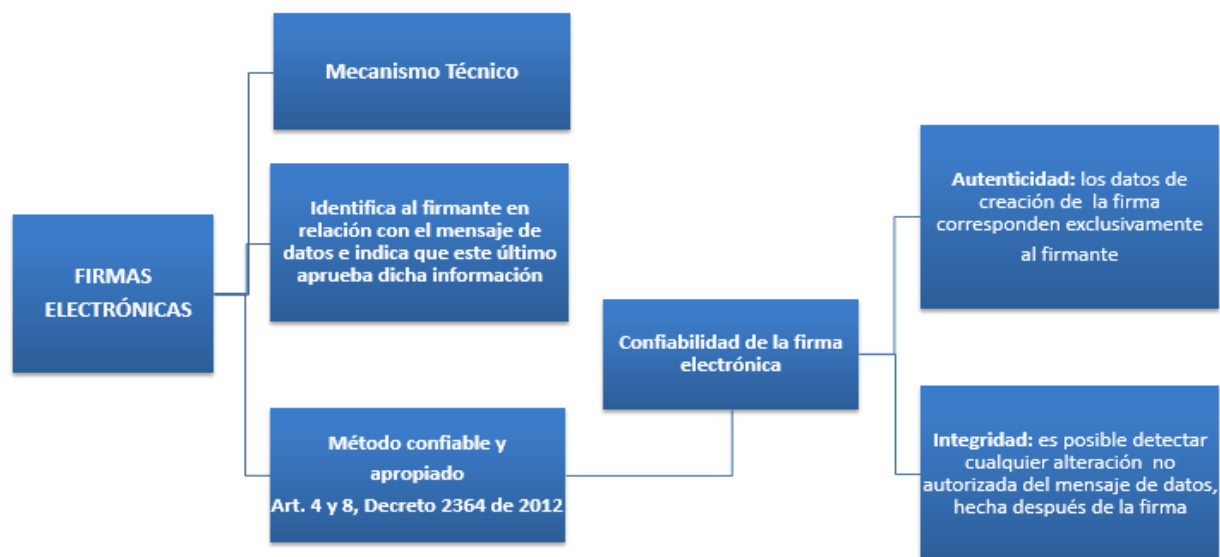 Mecanismo Técnico
Identifica al firmante en
relación con el mensaje de
datos e indica que este último
aprueba dicha información
FIRMAS
ELECTRÓNICAS
Método confiable y
apropiado
Art. 4 y 8, Decreto 2364 de 2012
Confiabilidad de la firma
electrónica
Autenticidad: los datos de
creación de la firma
corresponden exclusivamente
al firmante
Integridad: es posible detectar
cualquier alteración no
autorizada del mensaje de datos,
hecha después de la firma